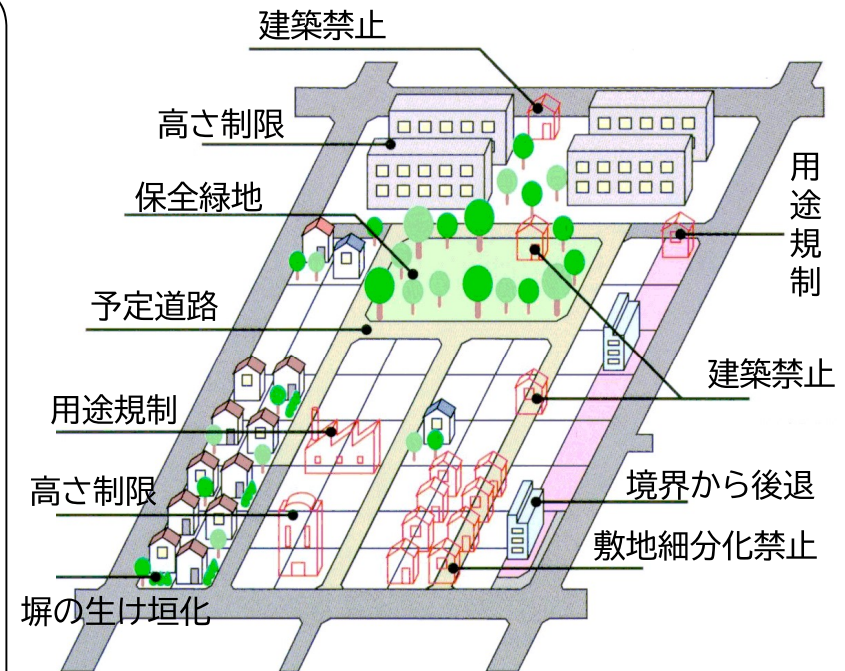 建築禁止
高さ制限
保全緑地
用途規制
予定道路
建築禁止
用途規制
高さ制限
境界から後退
敷地細分化禁止
塀の生け垣化